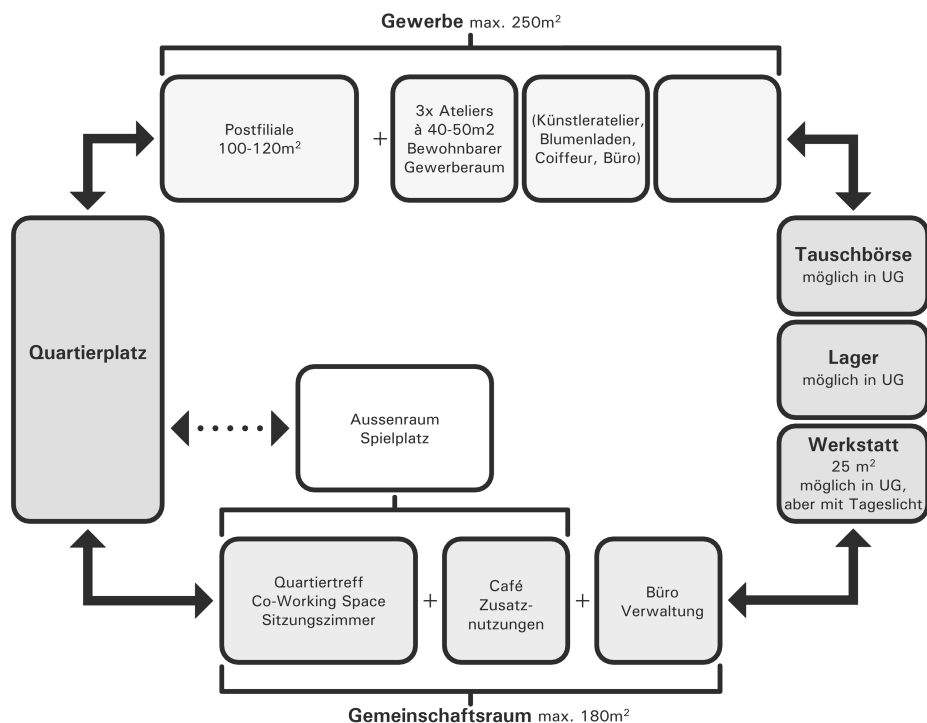 Gewerbe max. 250m²
Postfiliale
100-120m²
+
3x Ateliers
à 40-50m2
Bewohnbarer
Gewerberaum
(Künstleratelier,
Blumenladen,
Coiffeur, Büro)
Quartierplatz
Tauschbörse
möglich in UG
Lager
möglich in UG
Werkstatt
25 m²
möglich in UG,
aber mit Tageslicht
Aussenraum
Spielplatz
Quartiertreff
Co-Working Space
Sitzungszimmer
+
Café
Zusatz-
nutzungen
+
Büro
Verwaltung
Gemeinschaftsraum max. 180m²